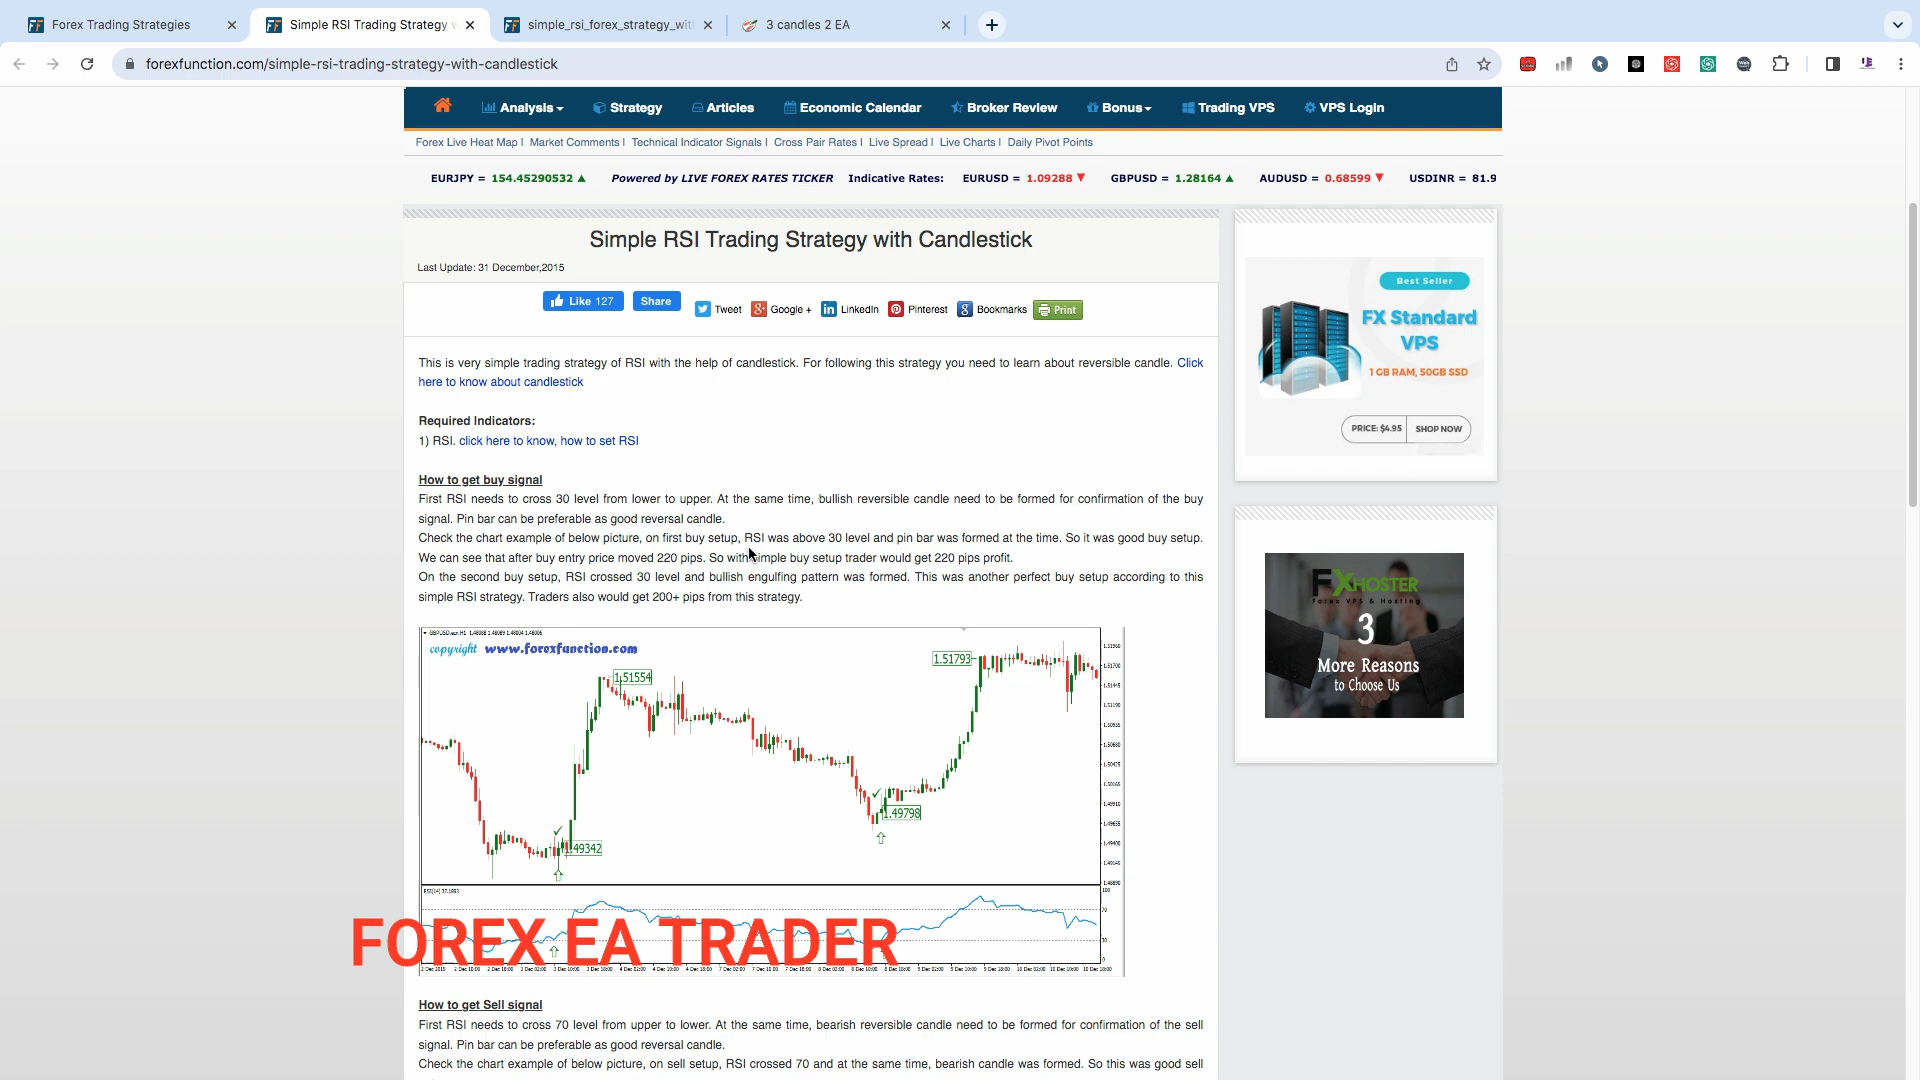 Forex Trading Strategies
Simple RSI Trading Strategy w
simple_rsi_forex_strategy_wit
3 candles 2 EA
forexfunction.com/simple-rsi-trading-strategy-with-candlestick
Analysis Strategy Articles Economic Calendar Broker Review Bonus Trading VPS VPS Login
Forex Live Heat Map | Market Comments | Technical Indicator Signals | Cross Pair Rates | Live Spread | Live Charts | Daily Pivot Points
EURJPY = 154.45290532 ▲ Powered by LIVE FOREX RATES TICKER Indicative Rates: EURUSD = 1.09288 ▼ GBPUSD = 1.28164 ▲ AUDUSD = 0.68599 ▼ USDINR = 81.9
Simple RSI Trading Strategy with Candlestick
Last Update: 31 December,2015
Like 127 Share Tweet Google + LinkedIn Pinterest Bookmarks Print
This is very simple trading strategy of RSI with the help of candlestick. For following this strategy you need to learn about reversible candle. Click
here to know about candlestick
Required Indicators:
1) RSI. click here to know, how to set RSI
How to get buy signal
First RSI needs to cross 30 level from lower to upper. At the same time, bullish reversible candle need to be formed for confirmation of the buy
signal. Pin bar can be preferable as good reversal candle.
Check the chart example of below picture, on first buy setup, RSI was above 30 level and pin bar was formed at the time. So it was good buy setup.
We can see that after buy entry price moved 220 pips. So with simple buy setup trader would get 220 pips profit.
On the second buy setup, RSI crossed 30 level and bullish engulfing pattern was formed. This was another perfect buy setup according to this
simple RSI strategy. Traders also would get 200+ pips from this strategy.
copyright www.forexfunction.com
1.51554
1.51793
1.49342
1.49798
FOREX EA TRADER
How to get Sell signal
First RSI needs to cross 70 level from upper to lower. At the same time, bearish reversible candle need to be formed for confirmation of the sell
signal. Pin bar can be preferable as good reversal candle.
Check the chart example of below picture, on sell setup, RSI crossed 70 and at the same time, bearish candle was formed. So this was good sell
Best Seller
FX Standard
VPS
1 GB RAM, 50GB SSD
PRICE: $4.95 SHOP NOW
FXHOSTER
Forex VPS & Hosting
3
More Reasons
to Choose Us